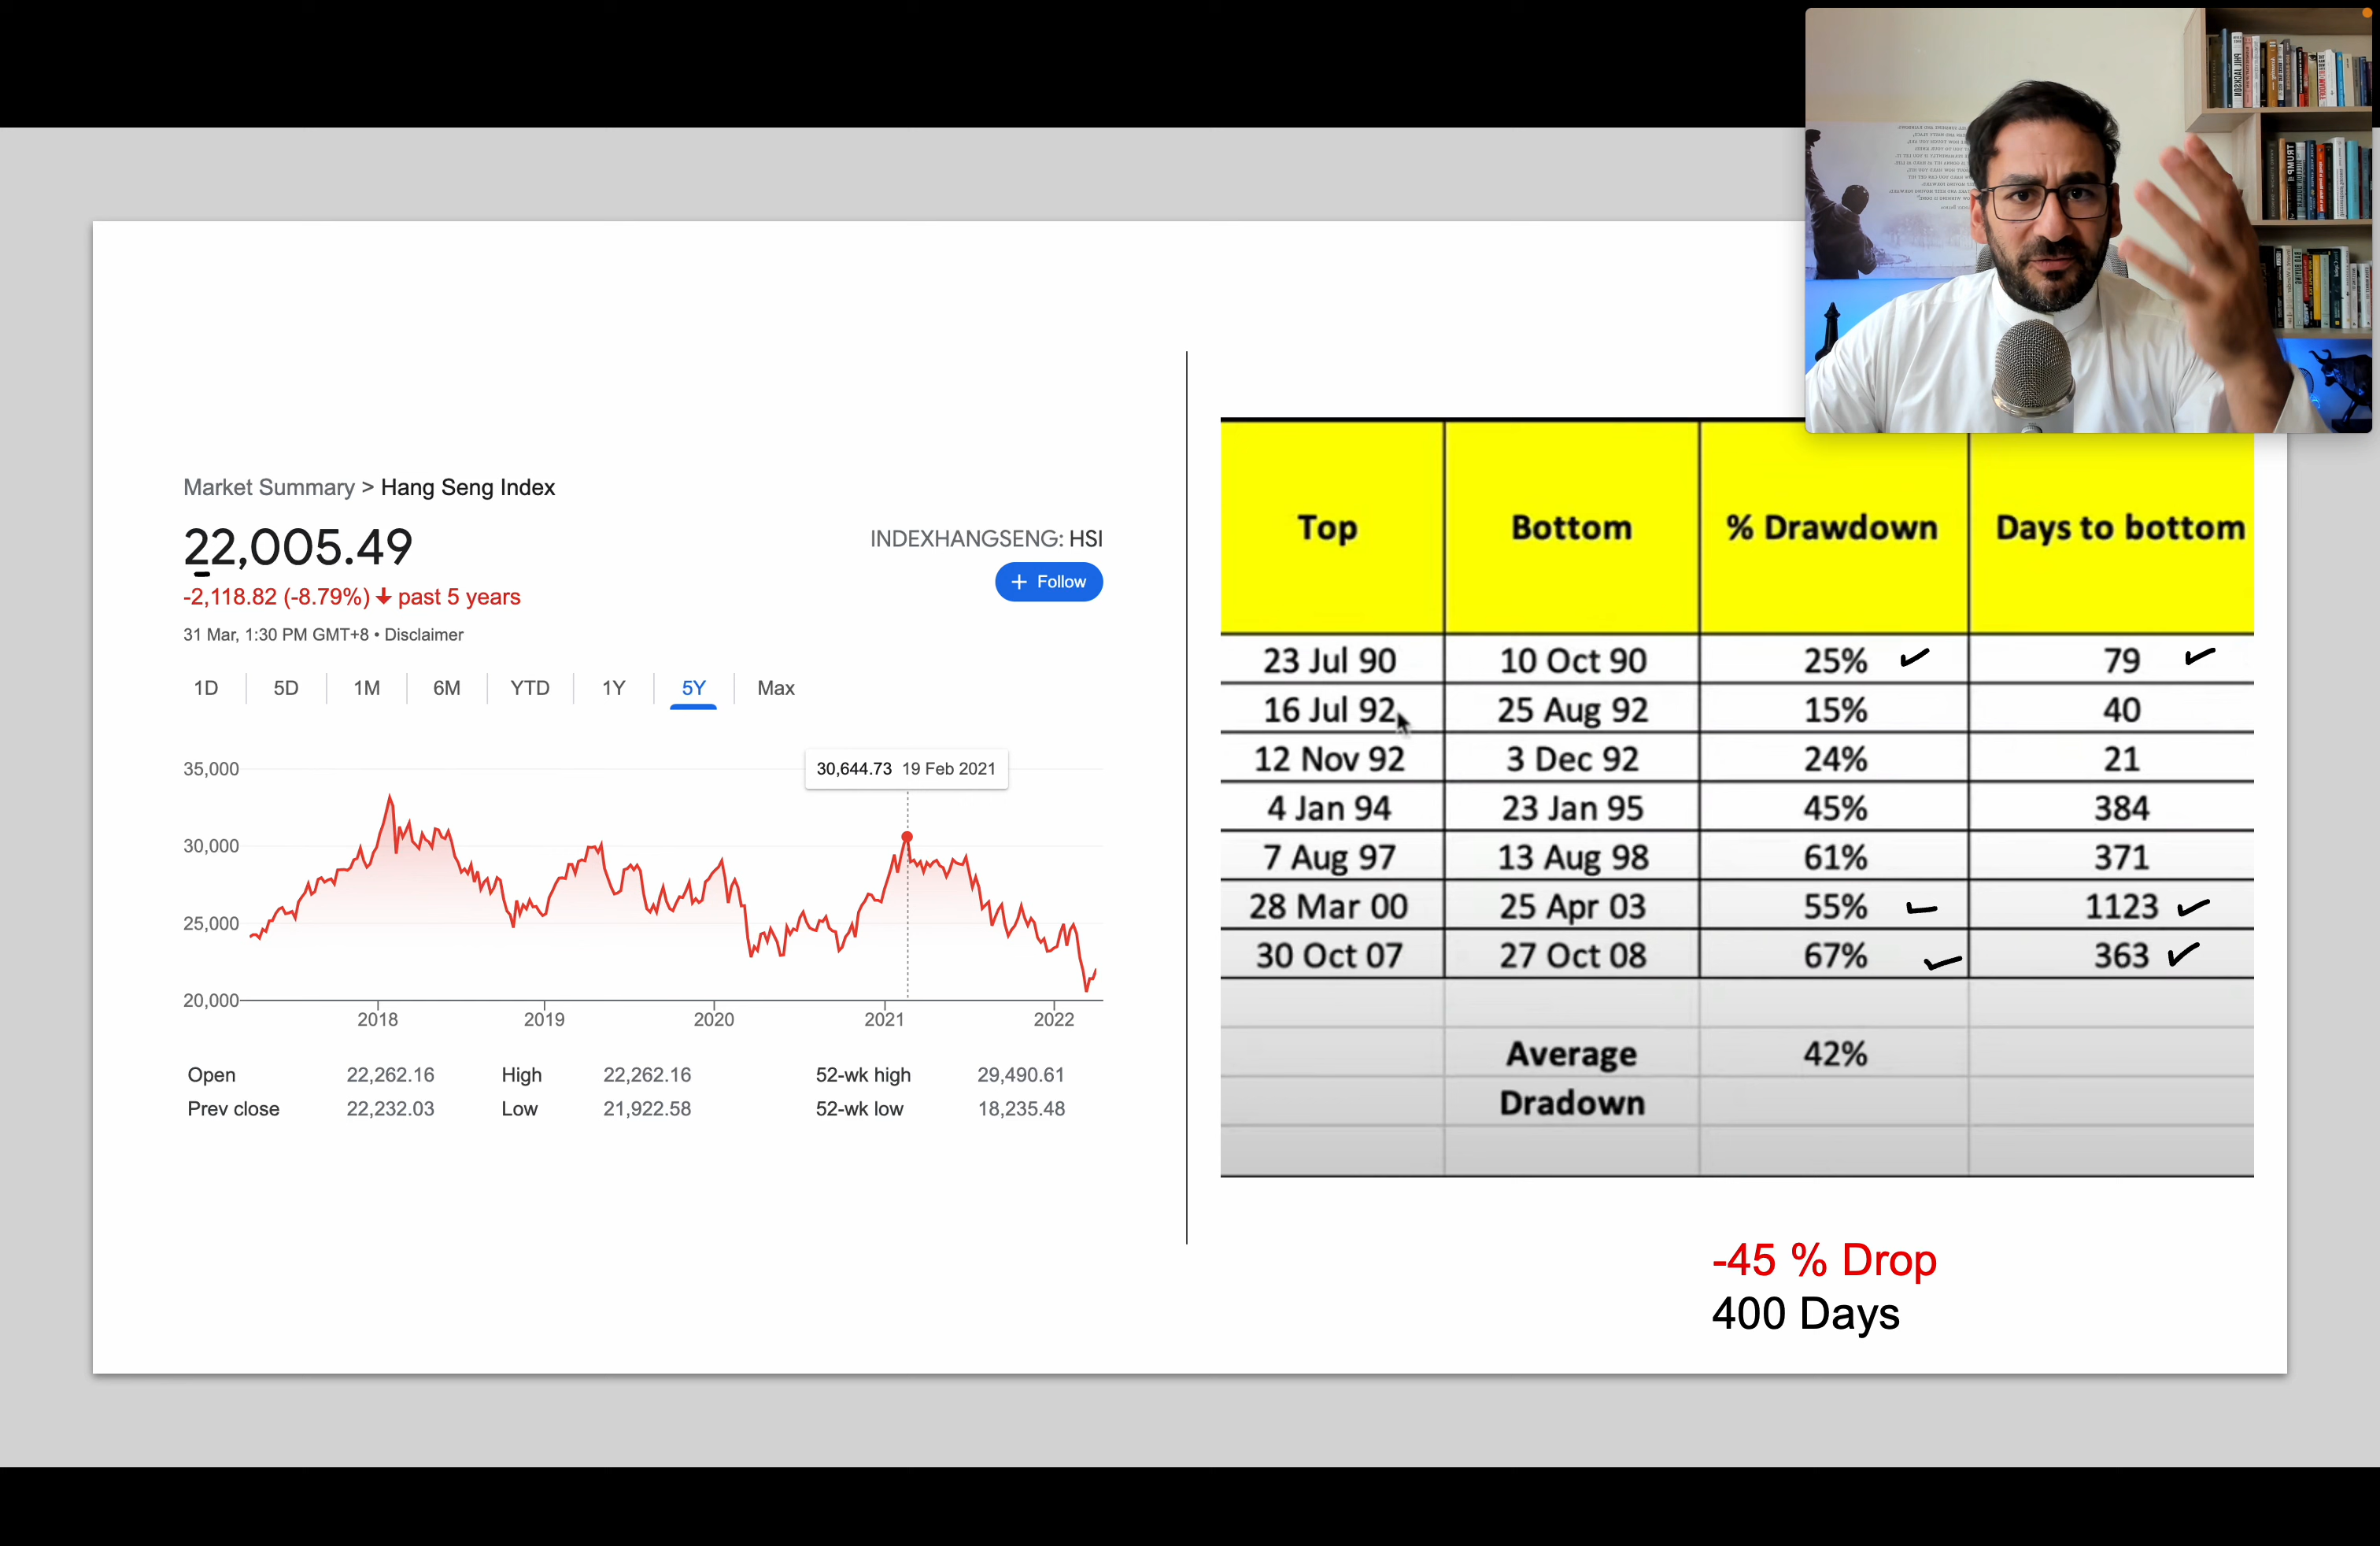 Market Summary > Hang Seng Index
22,005.49
INDEXHANGSENG: HSI
+ Follow
-2,118.82 (-8.79%) ↓ past 5 years
31 Mar, 1:30 PM GMT+8 • Disclaimer
1D 5D 1M 6M YTD 1Y 5Y Max
30,644.73 19 Feb 2021
35,000
30,000
25,000
20,000
2018 2019 2020 2021 2022
Open 22,262.16 High 22,262.16 52-wk high 29,490.61
Prev close 22,232.03 Low 21,922.58 52-wk low 18,235.48
Top Bottom % Drawdown Days to bottom
23 Jul 90 10 Oct 90 25% 79
16 Jul 92 25 Aug 92 15% 40
12 Nov 92 3 Dec 92 24% 21
4 Jan 94 23 Jan 95 45% 384
7 Aug 97 13 Aug 98 61% 371
28 Mar 00 25 Apr 03 55% 1123
30 Oct 07 27 Oct 08 67% 363
Average 42%
Dradown
-45 % Drop
400 Days
PHIL JACKSON
TRUMP